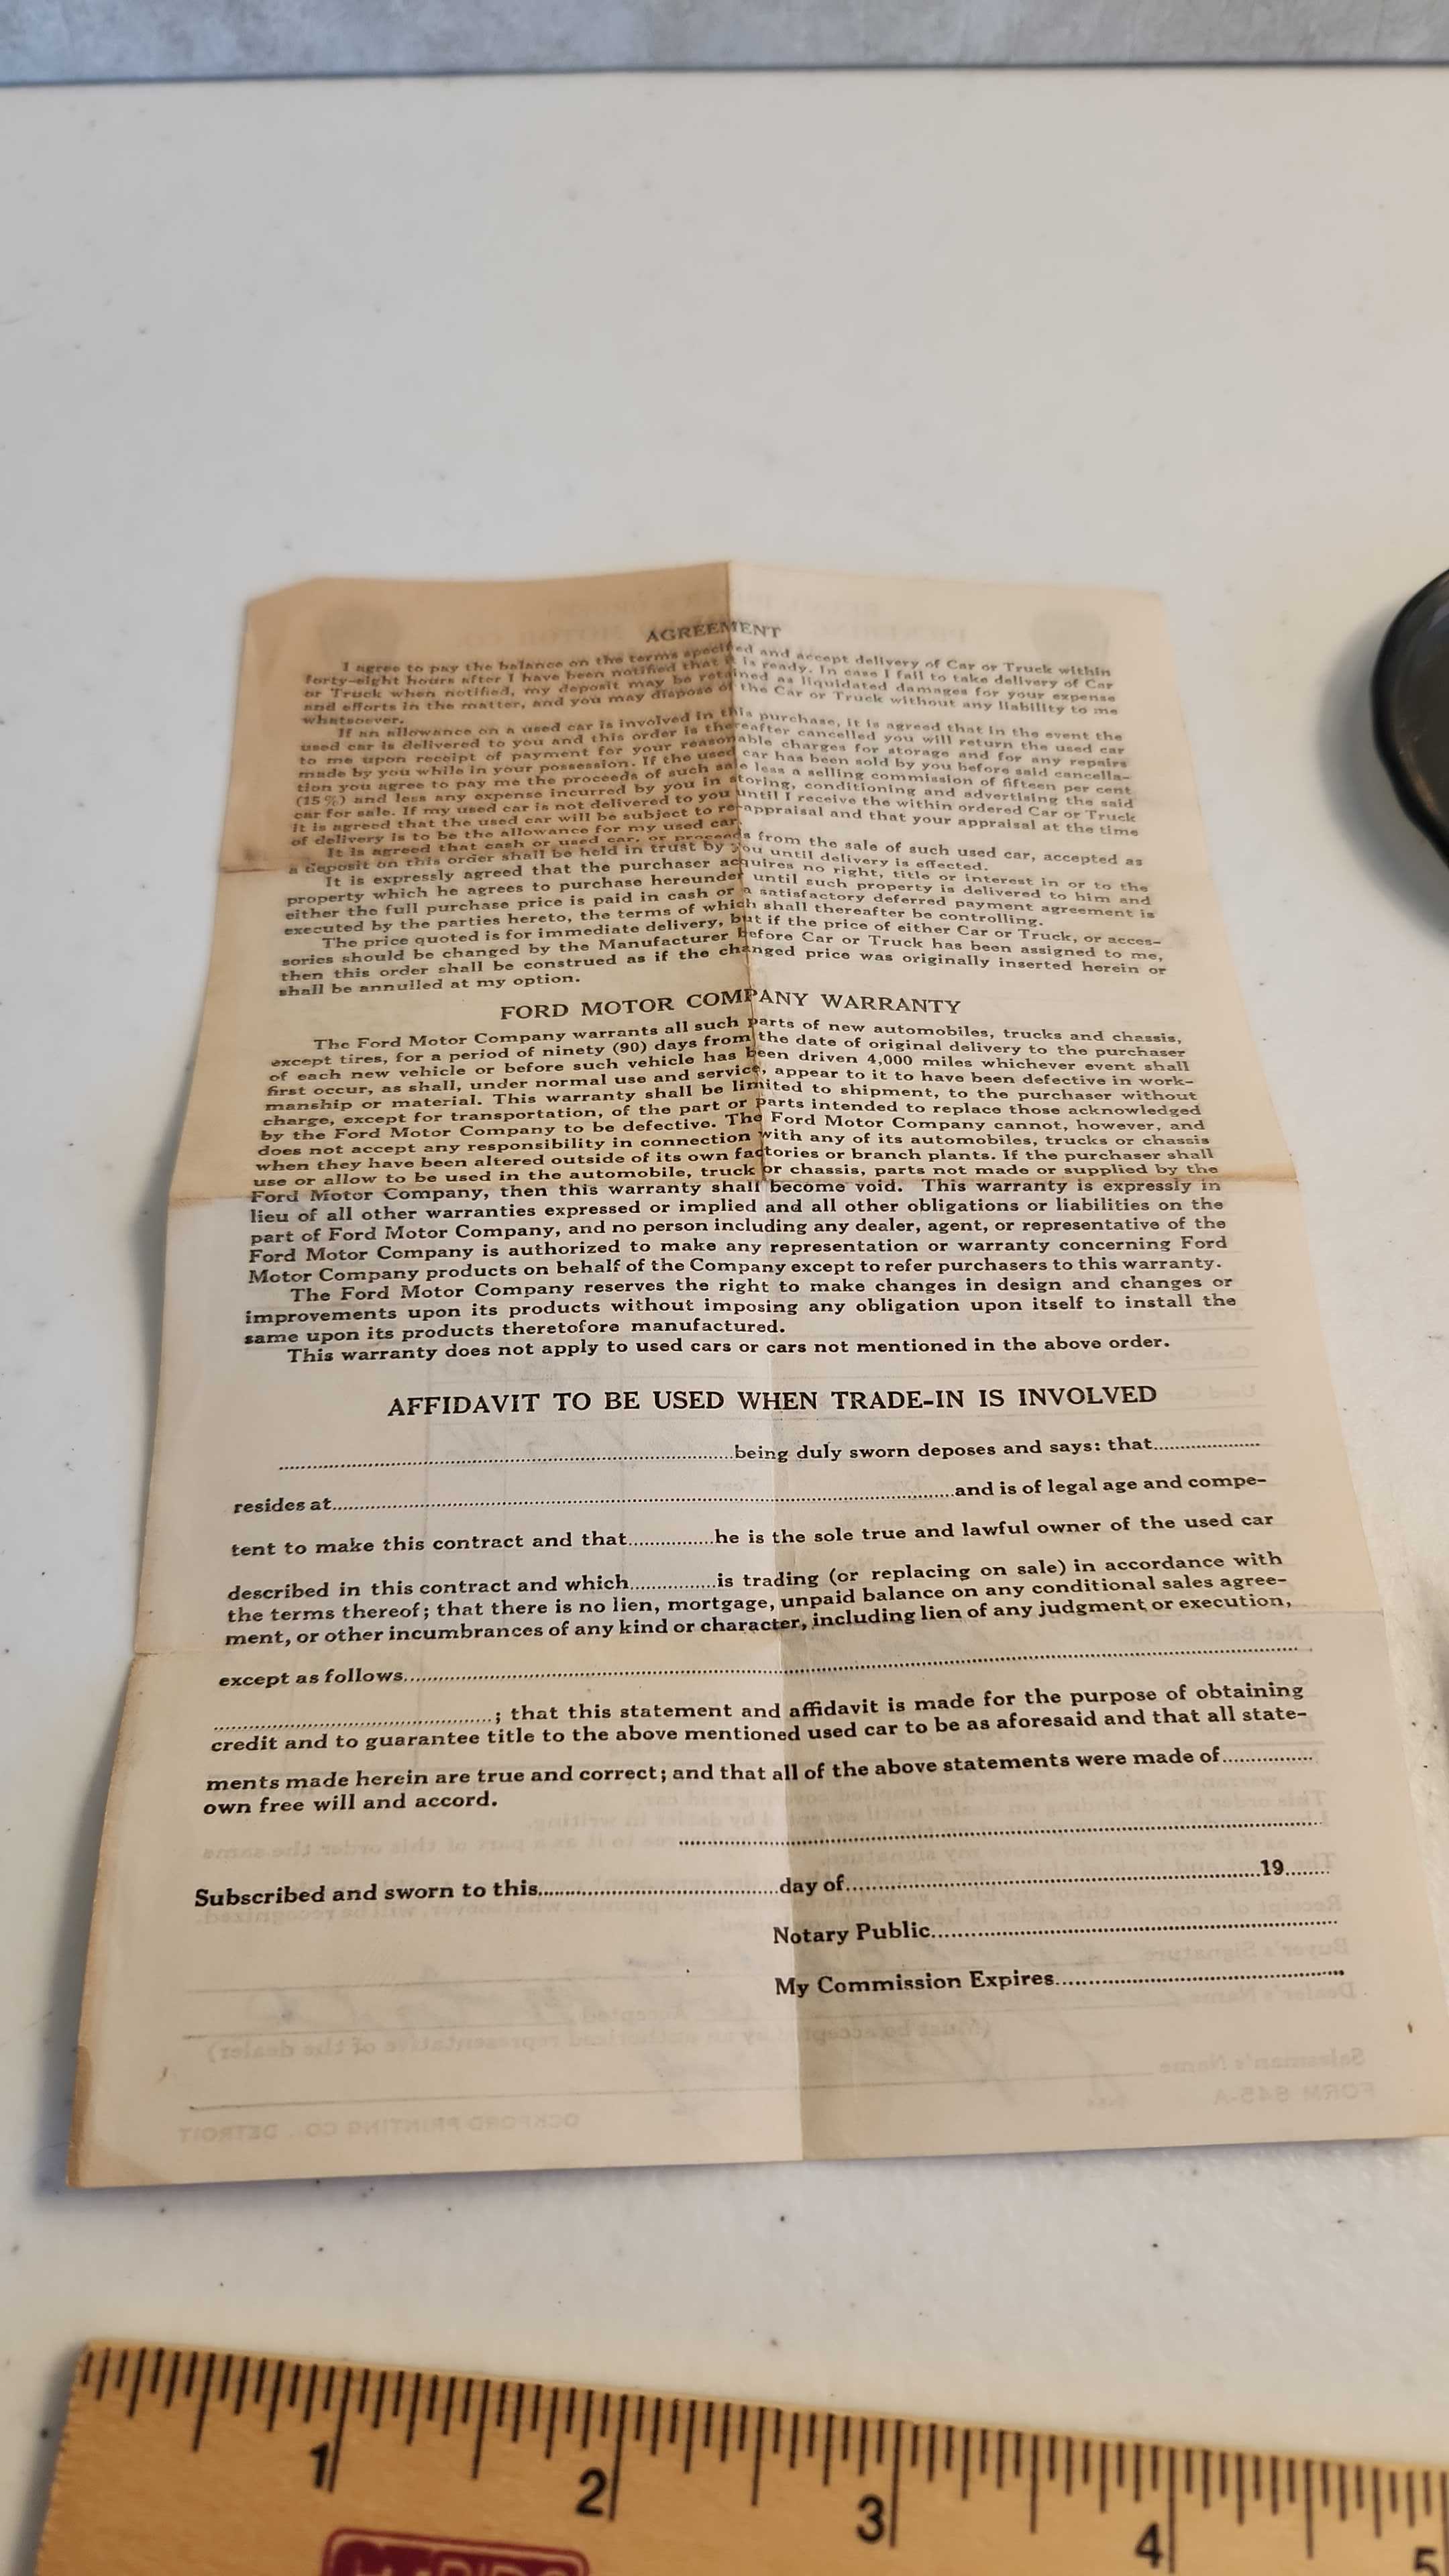 AGREEMENT
I agree to pay the balance on the terms specified and accept delivery of Car or Truck within
forty-eight hours after I have been notified that it is ready. In case I fail to take delivery of Car
or Truck when notified, my deposit may be retained as liquidated damages for your expense
and efforts in the matter, and you may dispose of the Car or Truck without any liability to me
whatsoever.
If an allowance on a used car is involved in this purchase, it is agreed that in the event the
used car is delivered to you and this order is thereafter cancelled you will return the used car
to me upon receipt of payment for your reasonable charges for storage and for any repairs
made by you while in your possession. If the used car has been sold by you before said cancella-
tion you agree to pay me the proceeds of such sale less a selling commission of fifteen per cent
(15%) and less any expense incurred by you in storing, conditioning and advertising the said
car for sale. If my used car is not delivered to you until I receive the within ordered Car or Truck
it is agreed that the used car will be subject to re-appraisal and that your appraisal at the time
of delivery is to be the allowance for my used car.
It is agreed that cash or used car, or proceeds from the sale of such used car, accepted as
a deposit on this order shall be held in trust by you until delivery is effected.
It is expressly agreed that the purchaser acquires no right, title or interest in or to the
property which he agrees to purchase hereunder until such property is delivered to him and
either the full purchase price is paid in cash or a satisfactory deferred payment agreement is
executed by the parties hereto, the terms of which shall thereafter be controlling.
The price quoted is for immediate delivery, but if the price of either Car or Truck, or acces-
sories should be changed by the Manufacturer before Car or Truck has been assigned to me,
then this order shall be construed as if the changed price was originally inserted herein or
shall be annulled at my option.
FORD MOTOR COMPANY WARRANTY
The Ford Motor Company warrants all such parts of new automobiles, trucks and chassis,
except tires, for a period of ninety (90) days from the date of original delivery to the purchaser
of each new vehicle or before such vehicle has been driven 4,000 miles whichever event shall
first occur, as shall, under normal use and service, appear to it to have been defective in work-
manship or material. This warranty shall be limited to shipment, to the purchaser without
charge, except for transportation, of the part or parts intended to replace those acknowledged
by the Ford Motor Company to be defective. The Ford Motor Company cannot, however, and
does not accept any responsibility in connection with any of its automobiles, trucks or chassis
when they have been altered outside of its own factories or branch plants. If the purchaser shall
use or allow to be used in the automobile, truck or chassis, parts not made or supplied by the
Ford Motor Company, then this warranty shall become void. This warranty is expressly in
lieu of all other warranties expressed or implied and all other obligations or liabilities on the
part of Ford Motor Company, and no person including any dealer, agent, or representative of the
Ford Motor Company is authorized to make any representation or warranty concerning Ford
Motor Company products on behalf of the Company except to refer purchasers to this warranty.
The Ford Motor Company reserves the right to make changes in design and changes or
improvements upon its products without imposing any obligation upon itself to install the
same upon its products theretofore manufactured.
This warranty does not apply to used cars or cars not mentioned in the above order.
AFFIDAVIT TO BE USED WHEN TRADE-IN IS INVOLVED
..............................being duly sworn deposes and says: that....................
resides at..............................and is of legal age and compe-
tent to make this contract and that...............he is the sole true and lawful owner of the used car
described in this contract and which...............is trading (or replacing on sale) in accordance with
the terms thereof; that there is no lien, mortgage, unpaid balance on any conditional sales agree-
ment, or other incumbrances of any kind or character, including lien of any judgment or execution,
except as follows..............................
..............................; that this statement and affidavit is made for the purpose of obtaining
credit and to guarantee title to the above mentioned used car to be as aforesaid and that all state-
ments made herein are true and correct; and that all of the above statements were made of................
own free will and accord.
Subscribed and sworn to this..............................day of..............................19........
Notary Public..............................
My Commission Expires..............................
1 2 3 4 5